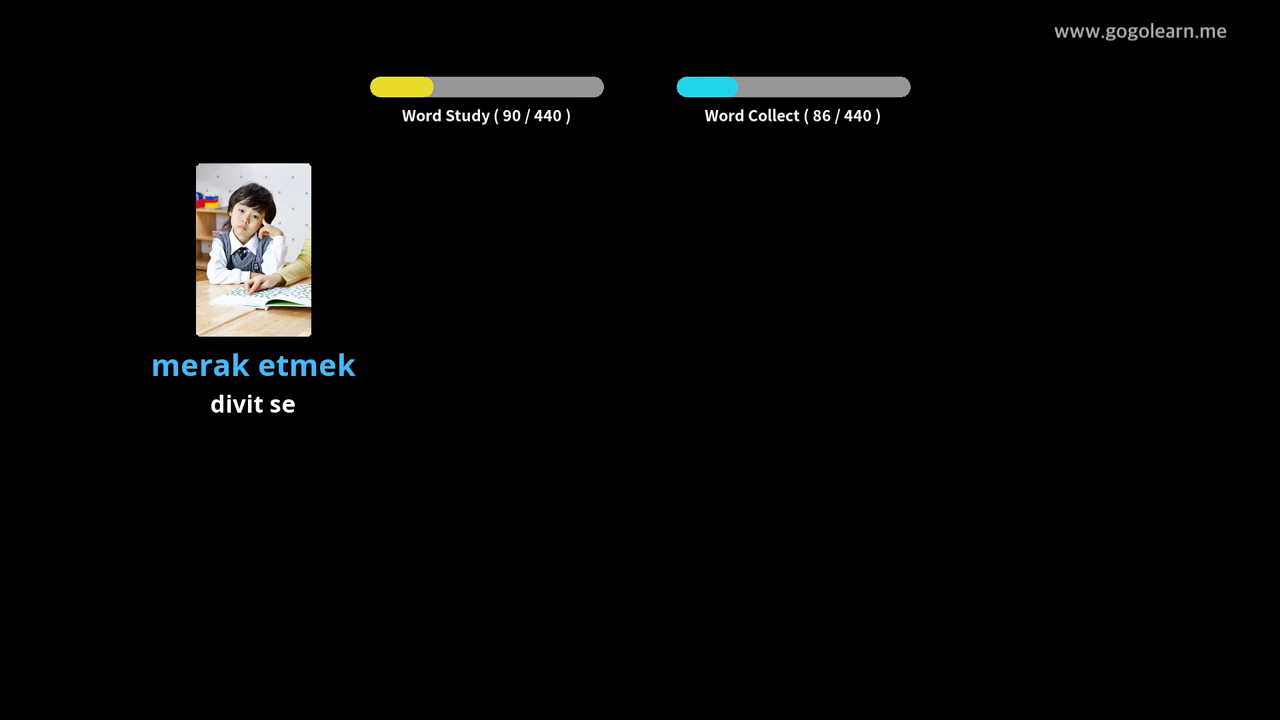 www.gogolearn.me
Word Study ( 90 / 440 )
Word Collect ( 86 / 440 )
merak etmek
divit se